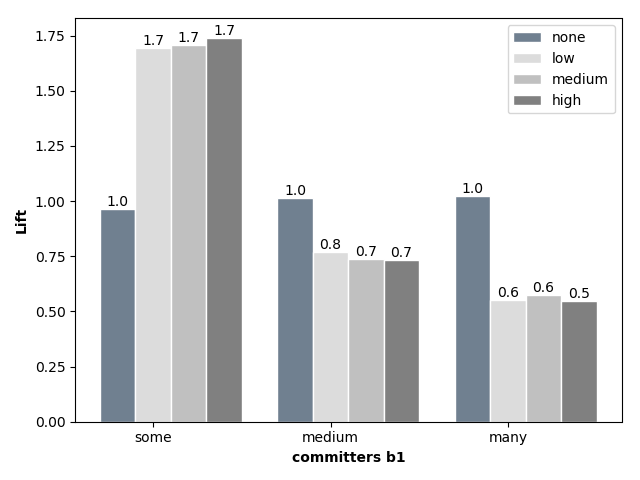 1.75
1.50
1.25
1.00
0.75
0.50
0.25
0.00
Lift
1.0 1.7 1.7 1.7
1.0 0.8 0.7 0.7
1.0 0.6 0.6 0.5
none
low
medium
high
some medium many
committers b1